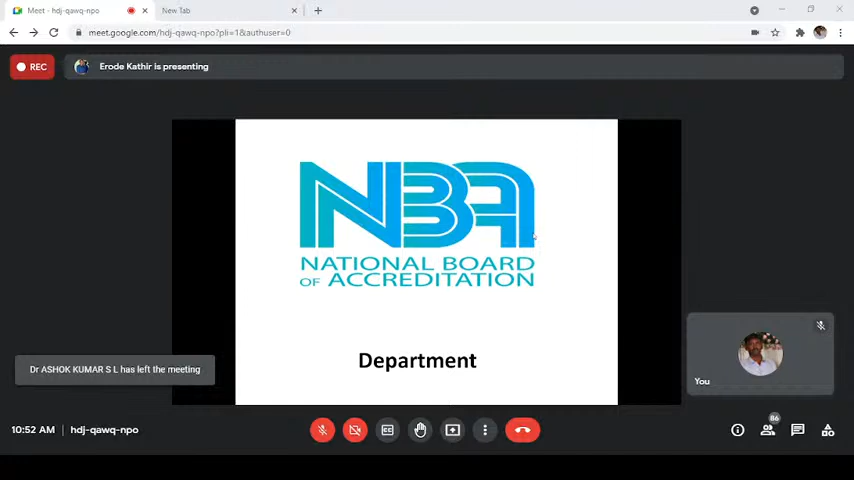 Meet - hdj-qawq-npo
New Tab
meet.google.com/hdj-qawq-npo?pli=1&authuser=0
REC
Erode Kathir is presenting
NBA
NATIONAL BOARD
OF ACCREDITATION
Department
Dr ASHOK KUMAR S L has left the meeting
You
10:52 AM | hdj-qawq-npo
86